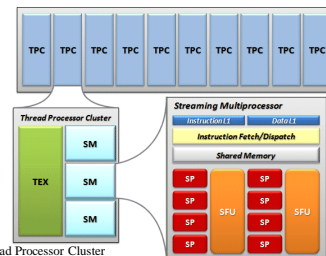 TPC TPC TPC TPC TPC TPC TPC TPC TPC TPC
Thread Processor Cluster
TEX
SM
SM
SM
Streaming Multiprocessor
Instruction L1 Data L1
Instruction Fetch/Dispatch
Shared Memory
SP SP
SP SP
SFU SFU
SP SP
SP SP
ad Processor Cluster